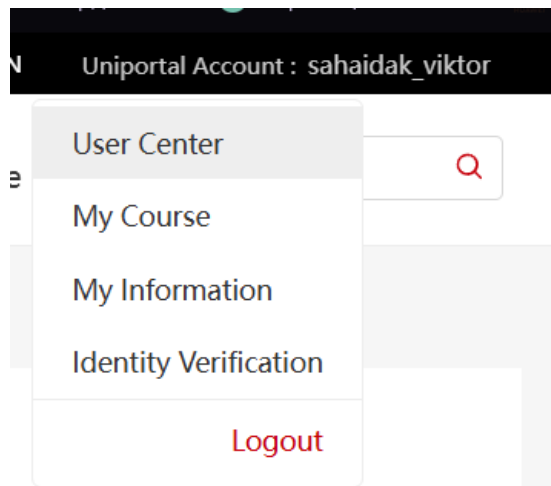 N
Uniportal Account : sahaidak_viktor
e
User Center
My Course
My Information
Identity Verification
Logout